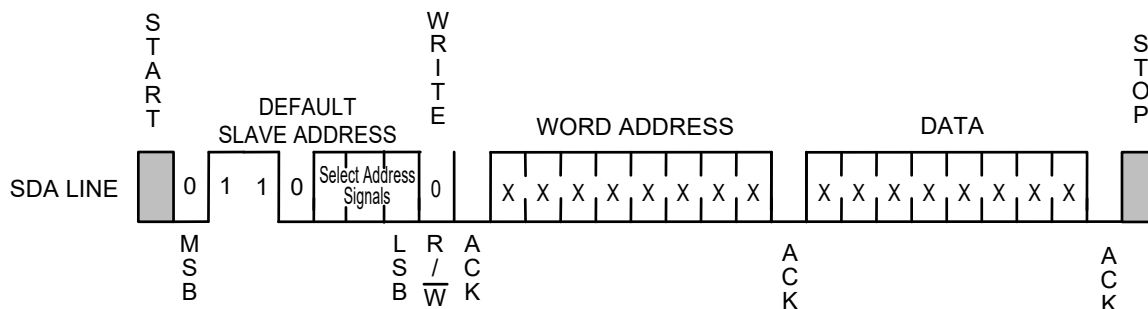 START
WRITE
STOP
DEFAULT
SLAVE ADDRESS
WORD ADDRESS
DATA
SDA LINE
0 1 1 0 Select Address
Signals
0
X X X X X X X X
X X X X X X X X
MSB
LSB
R/W
ACK
ACK
ACK